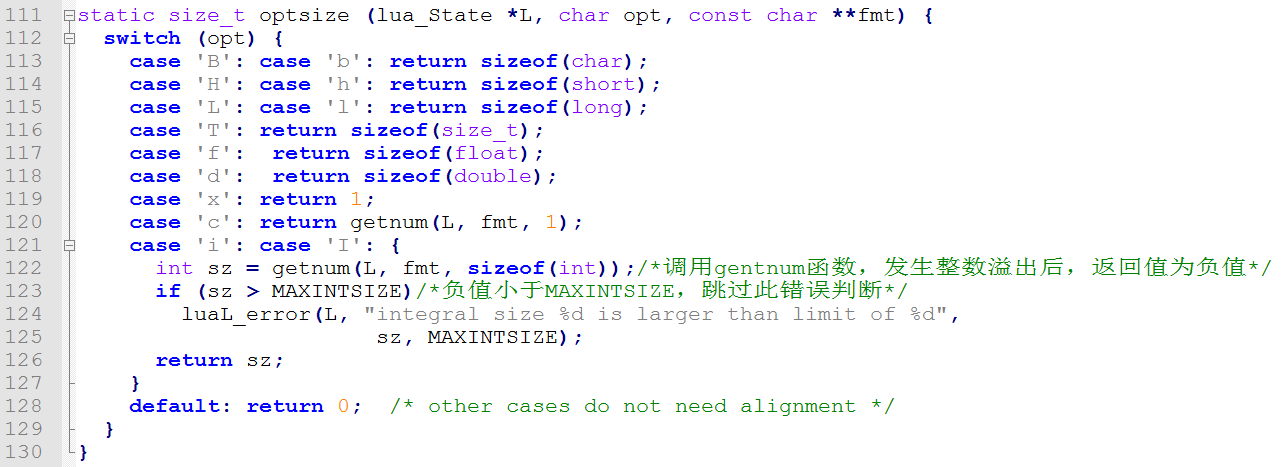 111 static size_t optsize (lua_State *L, char opt, const char **fmt) {
112   switch (opt) {
113     case 'B': case 'b': return sizeof(char);
114     case 'H': case 'h': return sizeof(short);
115     case 'L': case 'l': return sizeof(long);
116     case 'T': return sizeof(size_t);
117     case 'f':  return sizeof(float);
118     case 'd':  return sizeof(double);
119     case 'x': return 1;
120     case 'c': return getnum(L, fmt, 1);
121     case 'i': case 'I': {
122       int sz = getnum(L, fmt, sizeof(int));/*调用gentnum函数，发生整数溢出后，返回值为负值*/
123       if (sz > MAXINTSIZE)/*负值小于MAXINTSIZE，跳过此错误判断*/
124         luaL_error(L, "integral size %d is larger than limit of %d",
125                        sz, MAXINTSIZE);
126       return sz;
127     }
128     default: return 0;  /* other cases do not need alignment */
129   }
130 }